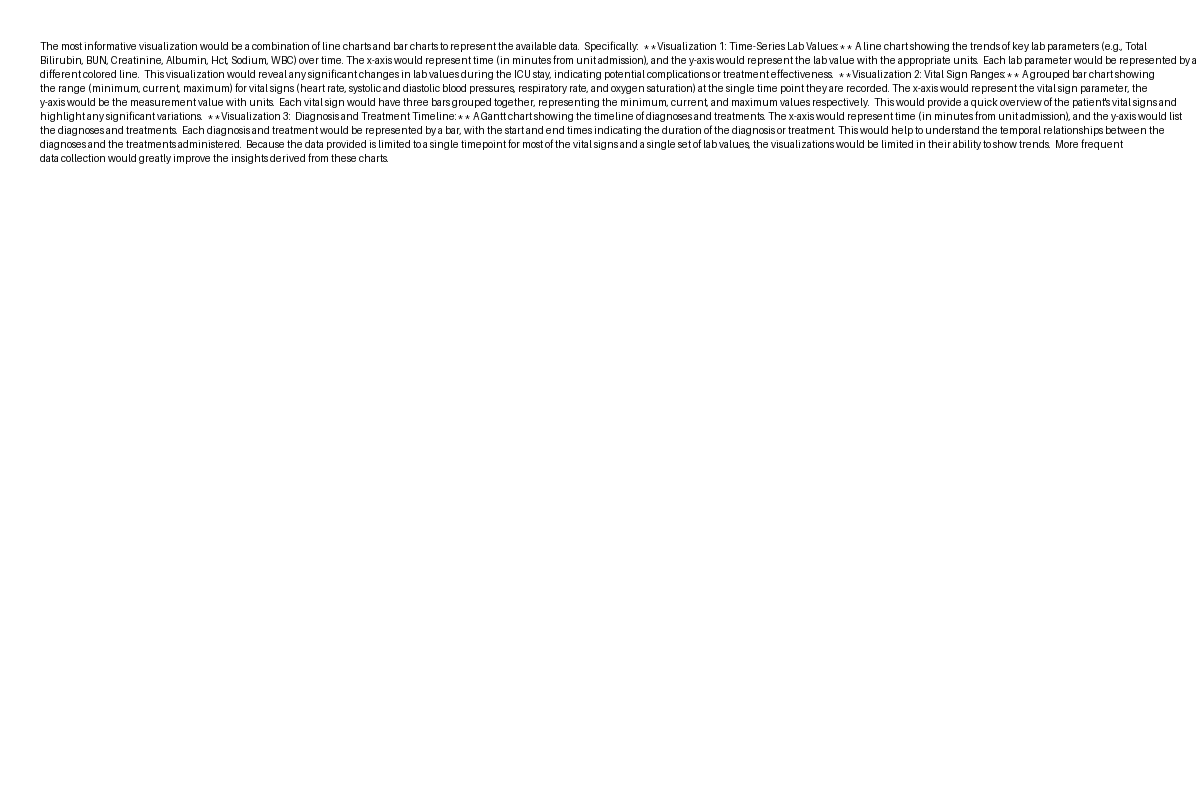 The most informative visualization would be a combination of line charts and bar charts to represent the available data.  Specifically:  **Visualization 1: Time-Series Lab Values:** A line chart showing the trends of key lab parameters (e.g., Total
Bilirubin, BUN, Creatinine, Albumin, Hct, Sodium, WBC) over time. The x-axis would represent time (in minutes from unit admission), and the y-axis would represent the lab value with the appropriate units.  Each lab parameter would be represented by a
different colored line.  This visualization would reveal any significant changes in lab values during the ICU stay, indicating potential complications or treatment effectiveness.  **Visualization 2: Vital Sign Ranges:** A grouped bar chart showing
the range (minimum, current, maximum) for vital signs (heart rate, systolic and diastolic blood pressures, respiratory rate, and oxygen saturation) at the single time point they are recorded. The x-axis would represent the vital sign parameter, the
y-axis would be the measurement value with units.  Each vital sign would have three bars grouped together, representing the minimum, current, and maximum values respectively.  This would provide a quick overview of the patient's vital signs and
highlight any significant variations.  **Visualization 3:  Diagnosis and Treatment Timeline:** A Gantt chart showing the timeline of diagnoses and treatments. The x-axis would represent time (in minutes from unit admission), and the y-axis would list
the diagnoses and treatments.  Each diagnosis and treatment would be represented by a bar, with the start and end times indicating the duration of the diagnosis or treatment. This would help to understand the temporal relationships between the
diagnoses and the treatments administered.  Because the data provided is limited to a single timepoint for most of the vital signs and a single set of lab values, the visualizations would be limited in their ability to show trends.  More frequent
data collection would greatly improve the insights derived from these charts.